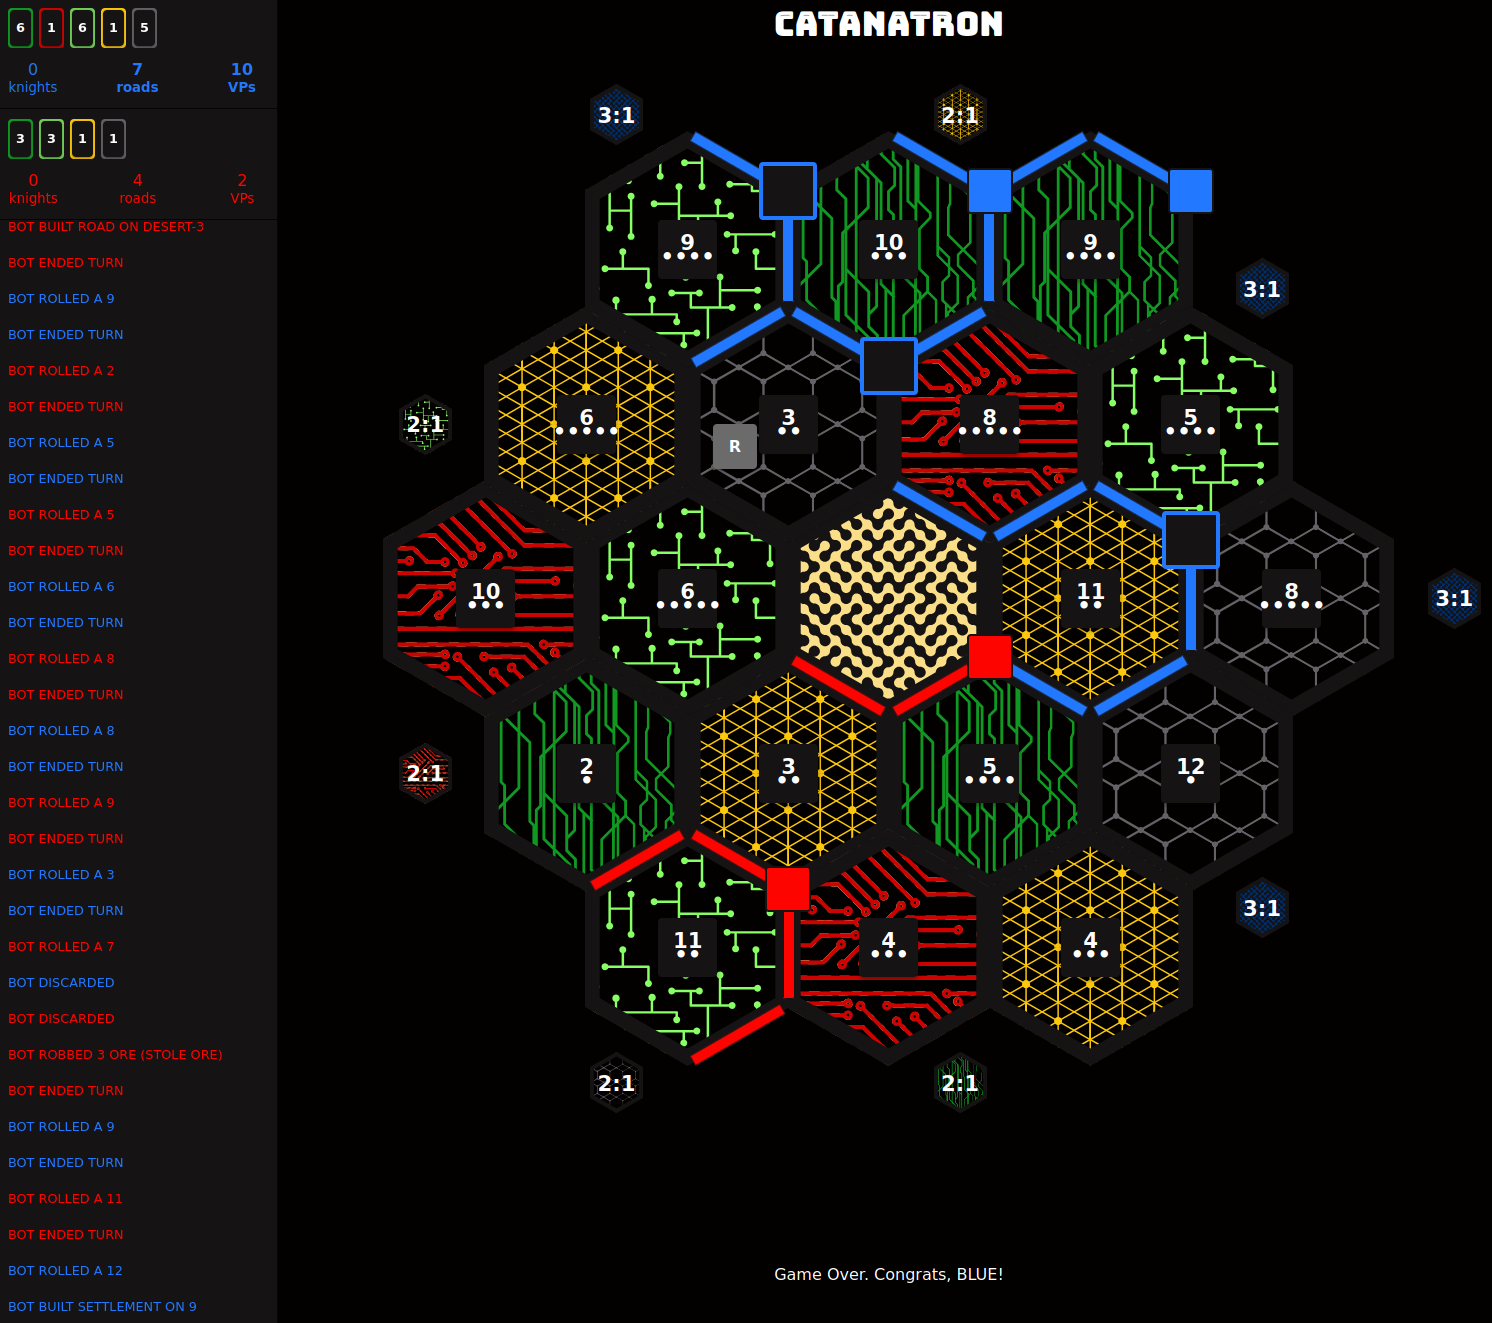 6 1 6 1 5
0 7 10
knights roads VPs
3 3 1 1
0 4 2
knights roads VPs
BOT BUILT ROAD ON DESERT-3
BOT ENDED TURN
BOT ROLLED A 9
BOT ENDED TURN
BOT ROLLED A 2
BOT ENDED TURN
BOT ROLLED A 5
BOT ENDED TURN
BOT ROLLED A 5
BOT ENDED TURN
BOT ROLLED A 6
BOT ENDED TURN
BOT ROLLED A 8
BOT ENDED TURN
BOT ROLLED A 8
BOT ENDED TURN
BOT ROLLED A 9
BOT ENDED TURN
BOT ROLLED A 3
BOT ENDED TURN
BOT ROLLED A 7
BOT DISCARDED
BOT DISCARDED
BOT ROBBED 3 ORE (STOLE ORE)
BOT ENDED TURN
BOT ROLLED A 9
BOT ENDED TURN
BOT ROLLED A 11
BOT ENDED TURN
BOT ROLLED A 12
BOT BUILT SETTLEMENT ON 9
CATANATRON
3:1 2:1
9 10 9
3:1
2:1 6 3 8 5
R
10 6 11 8 3:1
2:1 2 3 5 12
3:1
11 4 4
2:1 2:1
Game Over. Congrats, BLUE!